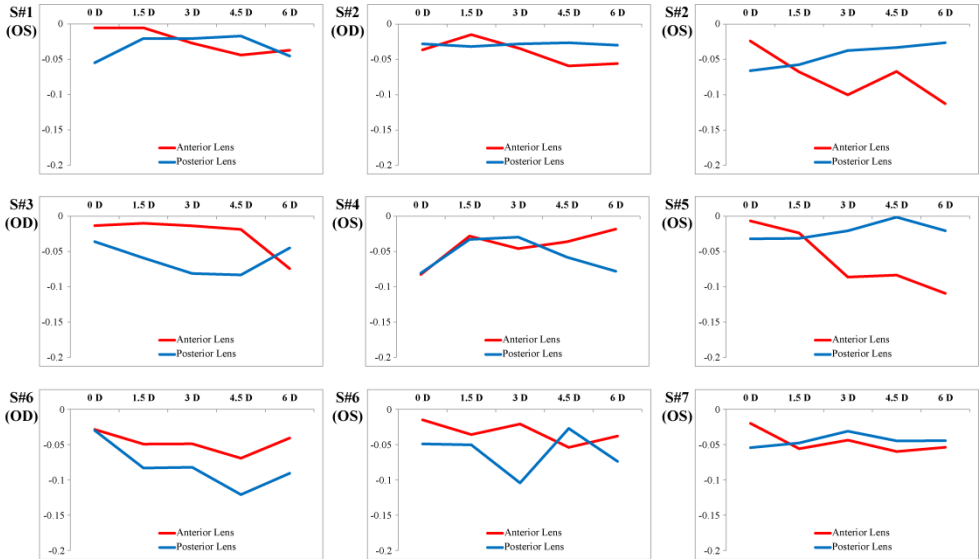 S#1 (OS)
0 D 1.5 D 3 D 4.5 D 6 D
0
-0.05
-0.1
-0.15
-0.2
Anterior Lens
Posterior Lens
S#2 (OD)
0 D 1.5 D 3 D 4.5 D 6 D
0
-0.05
-0.1
-0.15
-0.2
Anterior Lens
Posterior Lens
S#2 (OS)
0 D 1.5 D 3 D 4.5 D 6 D
0
-0.05
-0.1
-0.15
-0.2
Anterior Lens
Posterior Lens
S#3 (OD)
0 D 1.5 D 3 D 4.5 D 6 D
0
-0.05
-0.1
-0.15
-0.2
Anterior Lens
Posterior Lens
S#4 (OS)
0 D 1.5 D 3 D 4.5 D 6 D
0
-0.05
-0.1
-0.15
-0.2
Anterior Lens
Posterior Lens
S#5 (OS)
0 D 1.5 D 3 D 4.5 D 6 D
0
-0.05
-0.1
-0.15
-0.2
Anterior Lens
Posterior Lens
S#6 (OD)
0 D 1.5 D 3 D 4.5 D 6 D
0
-0.05
-0.1
-0.15
-0.2
Anterior Lens
Posterior Lens
S#6 (OS)
0 D 1.5 D 3 D 4.5 D 6 D
0
-0.05
-0.1
-0.15
-0.2
Anterior Lens
Posterior Lens
S#7 (OS)
0 D 1.5 D 3 D 4.5 D 6 D
0
-0.05
-0.1
-0.15
-0.2
Anterior Lens
Posterior Lens